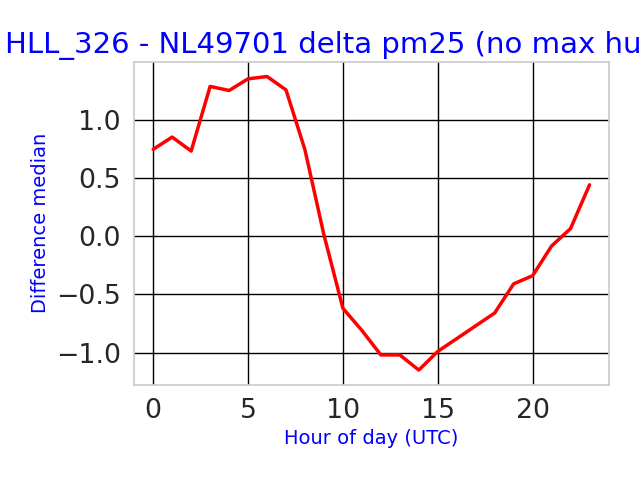 HLL_326 - NL49701 delta pm25 (no max hu
1.0
0.5
0.0
−0.5
−1.0
Difference median
0 5 10 15 20
Hour of day (UTC)